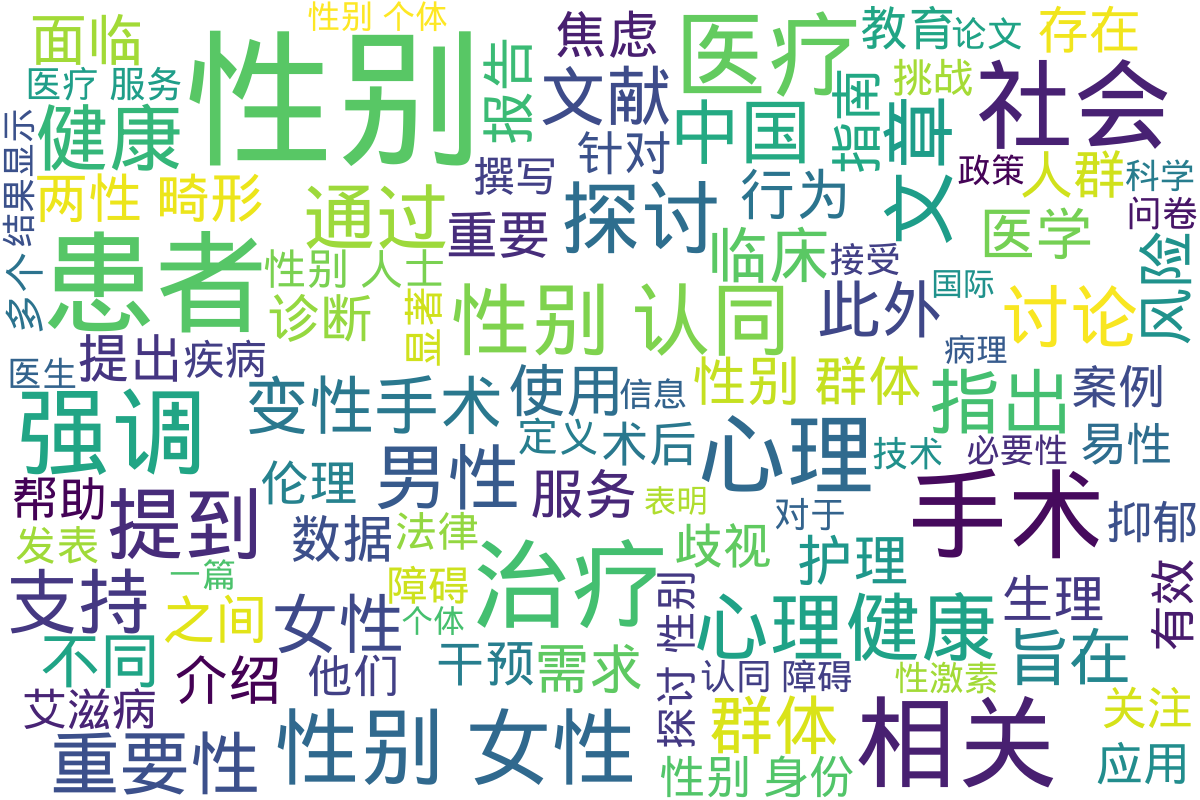 性别 个体
面临
性别
焦虑
医疗
教育
论文
存在
医疗 服务
报告
文献
指南
挑战
社会
结果显示
健康
针对
中国
文章
撰写
政策
人群
科学
两性 畸形
通过
重要
探讨
行为
问卷
医学
患者
性别 人士
临床
接受
国际
风险
多个
诊断
显著
性别 认同
此外
讨论
提出
疾病
病理
医生
变性手术
使用
信息
性别 群体
指出
案例
强调
定义
术后
心理
技术
必要性
易性
伦理
男性
服务
表明
手术
帮助
提到
数据
法律
对于
抑郁
发表
治疗
歧视
护理
一篇
障碍
支持
之间
女性
个体
探讨 性别
心理健康
生理
有效
不同
介绍
他们
干预
需求
认同 障碍
性激素
旨在
艾滋病
群体
相关
关注
重要性
性别 女性
性别 身份
应用